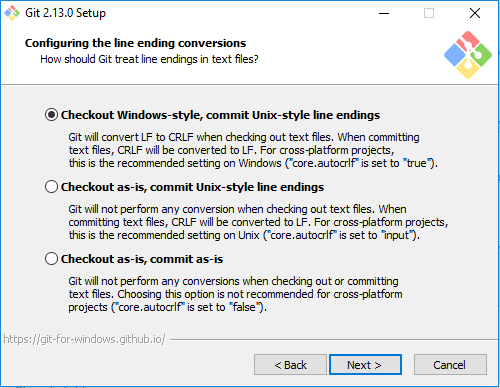 Git 2.13.0 Setup
Configuring the line ending conversions
How should Git treat line endings in text files?
Checkout Windows-style, commit Unix-style line endings
Git will convert LF to CRLF when checking out text files. When committing
text files, CRLF will be converted to LF. For cross-platform projects,
this is the recommended setting on Windows ("core.autocrlf" is set to "true").
Checkout as-is, commit Unix-style line endings
Git will not perform any conversion when checking out text files. When
committing text files, CRLF will be converted to LF. For cross-platform projects,
this is the recommended setting on Unix ("core.autocrlf" is set to "input").
Checkout as-is, commit as-is
Git will not perform any conversions when checking out or committing
text files. Choosing this option is not recommended for cross-platform
projects ("core.autocrlf" is set to "false").
https://git-for-windows.github.io/
< Back Next > Cancel